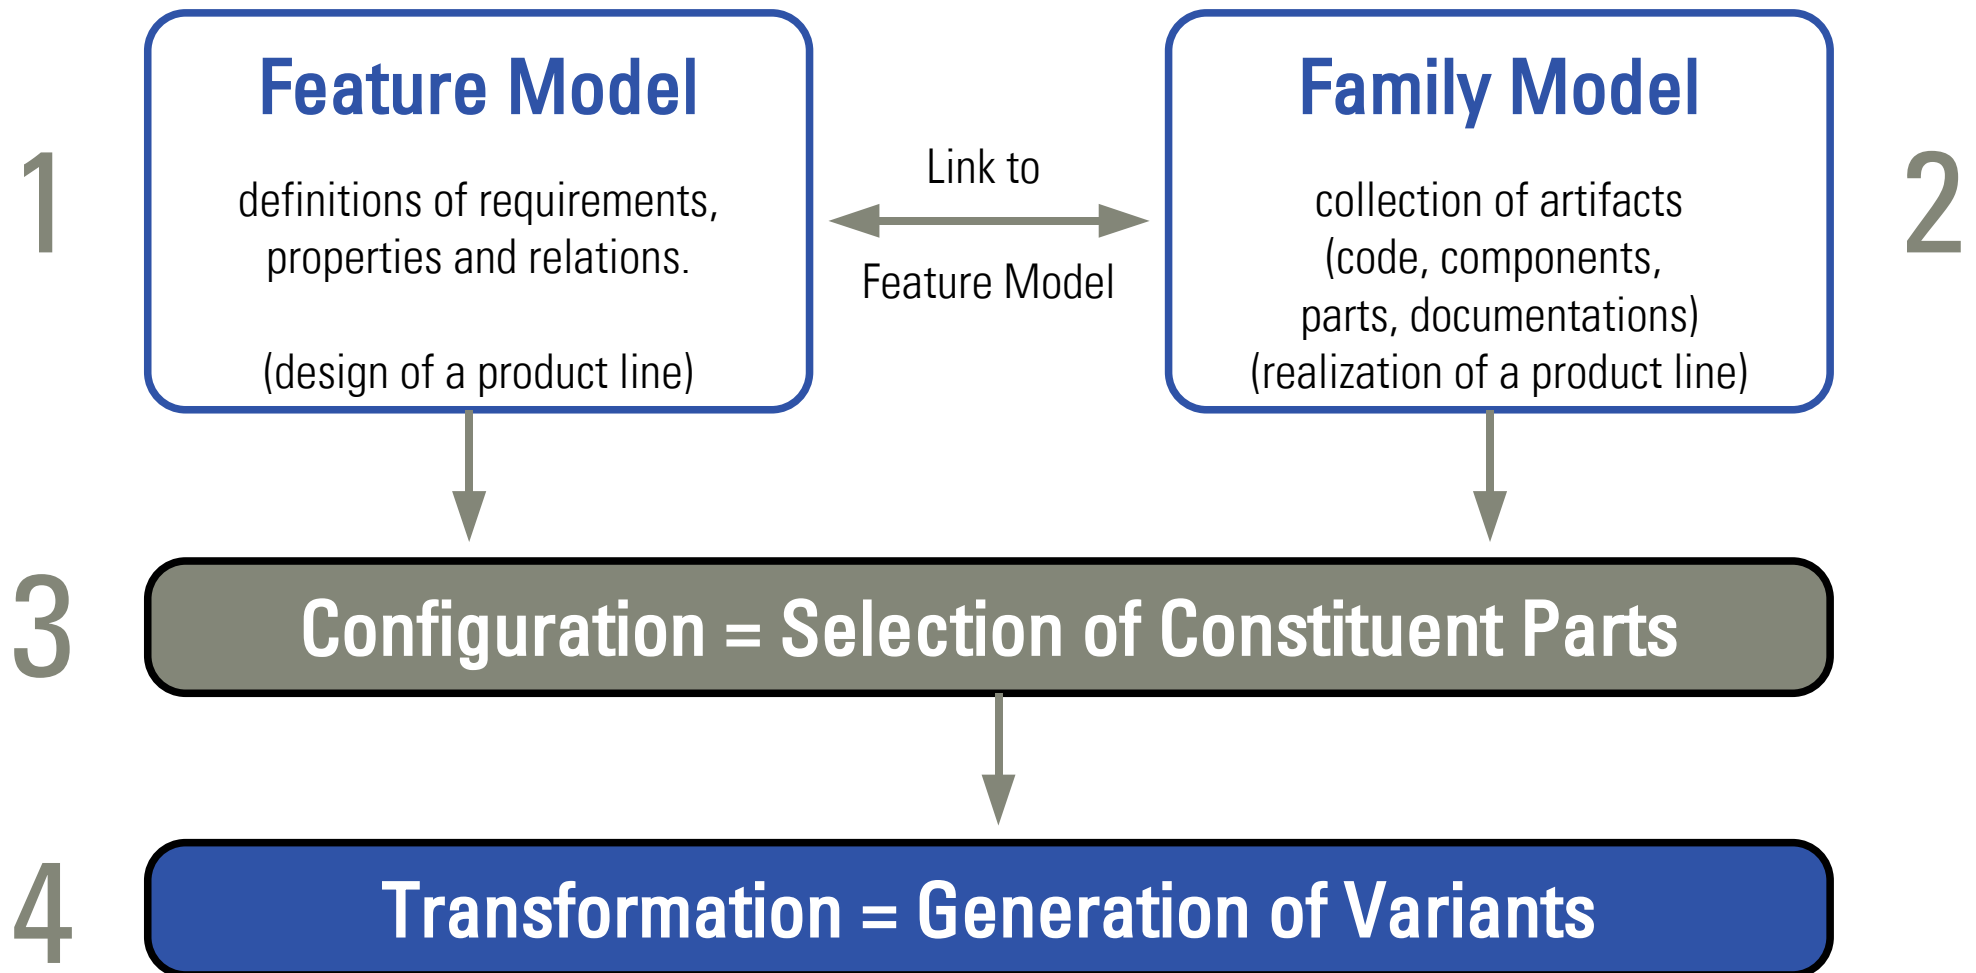 1
Feature Model
definitions of requirements,
properties and relations.
(design of a product line)
Link to
Feature Model
Family Model
collection of artifacts
(code, components,
parts, documentations)
(realization of a product line)
2
3
Configuration = Selection of Constituent Parts
4
Transformation = Generation of Variants